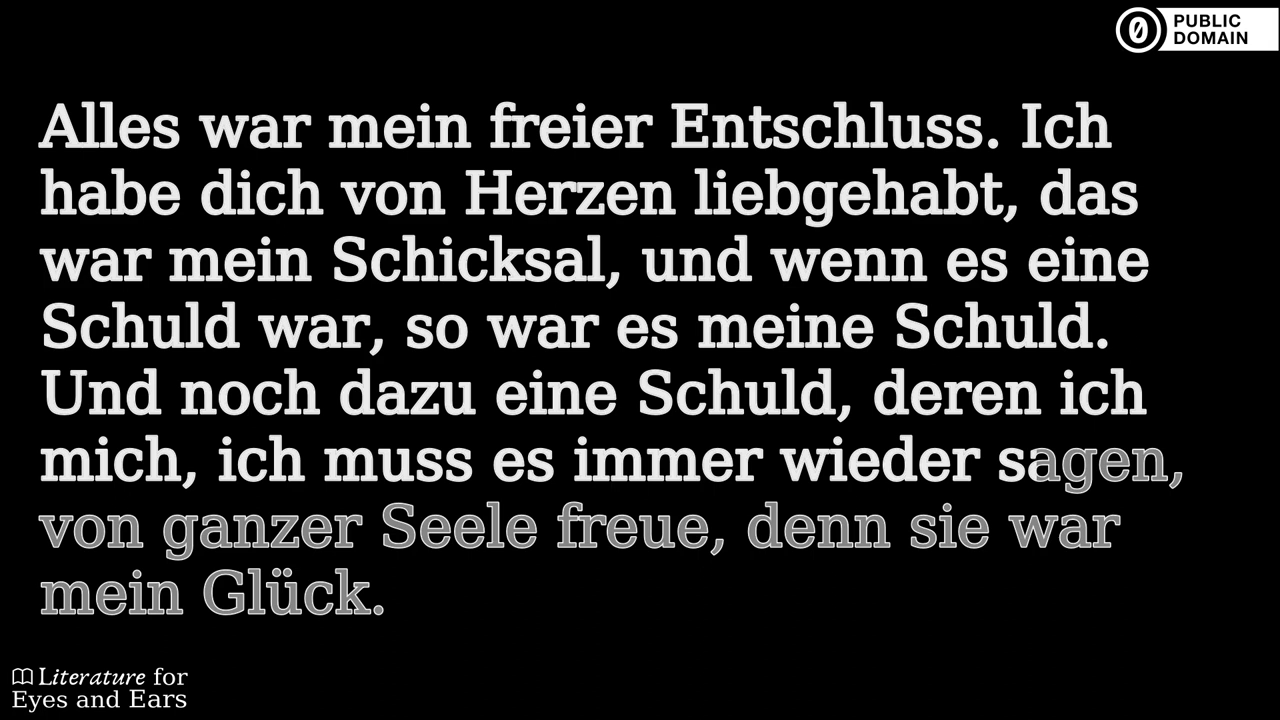 PUBLIC
DOMAIN
Alles war mein freier Entschluss. Ich
habe dich von Herzen liebgehabt, das
war mein Schicksal, und wenn es eine
Schuld war, so war es meine Schuld.
Und noch dazu eine Schuld, deren ich
mich, ich muss es immer wieder sagen,
von ganzer Seele freue, denn sie war
mein Glück.
Literature for
Eyes and Ears